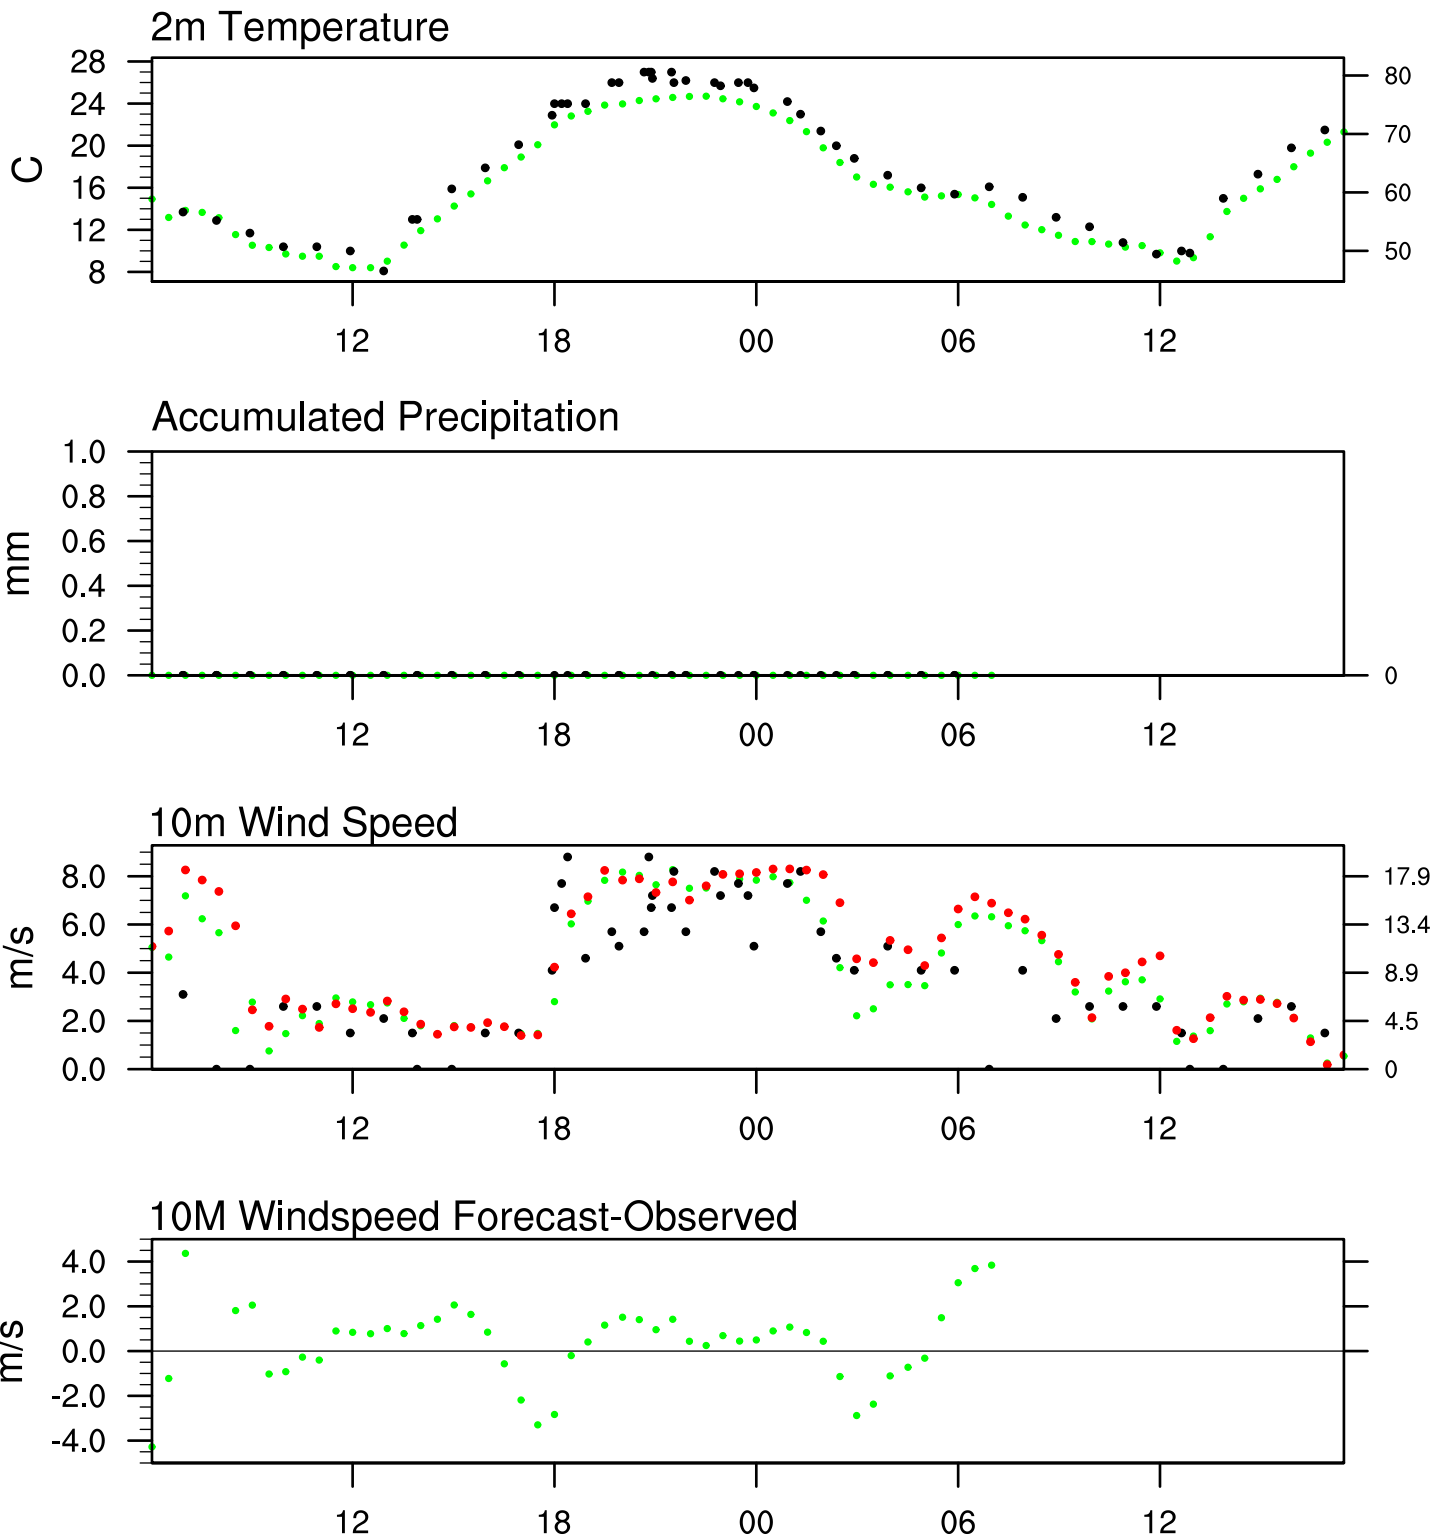 2m Temperature
28
24
20
16
12
8
C
80
70
60
50
12 18 00 06 12
Accumulated Precipitation
1.0
0.8
0.6
0.4
0.2
0.0
mm
0
12 18 00 06 12
10m Wind Speed
8.0
6.0
4.0
2.0
0.0
m/s
17.9
13.4
8.9
4.5
0
12 18 00 06 12
10M Windspeed Forecast-Observed
4.0
2.0
0.0
-2.0
-4.0
m/s
12 18 00 06 12